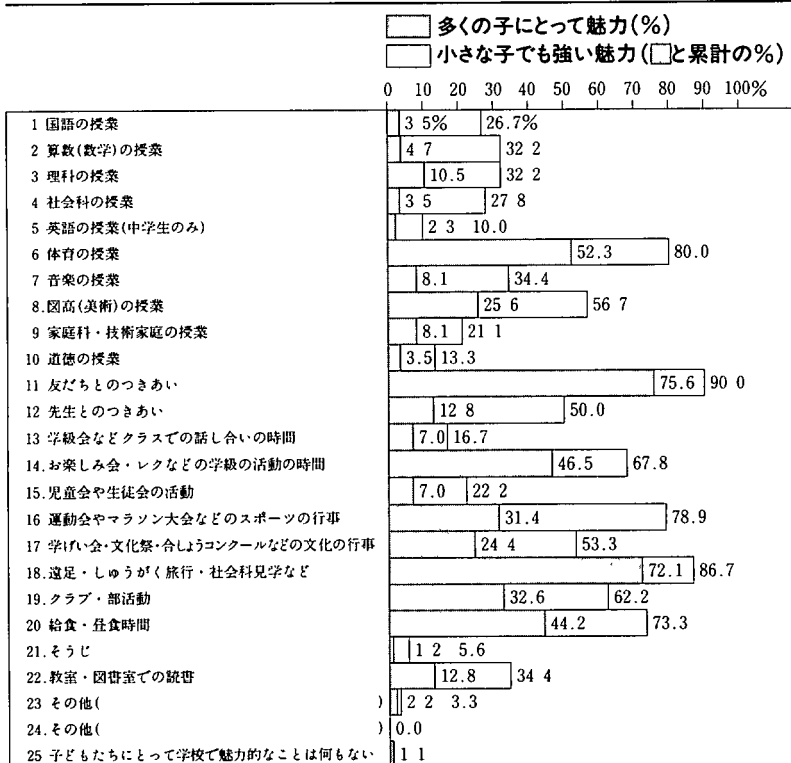 多くの子にとって魅力(%)
小さな子でも強い魅力(□と累計の%)
0 10 20 30 40 50 60 70 80 90 100%
1 国語の授業 3 5% 26.7%
2 算数(数学)の授業 4 7 32 2
3 理科の授業 10.5 32 2
4 社会科の授業 3 5 27 8
5 英語の授業(中学生のみ) 2 3 10.0
6 体育の授業 52.3 80.0
7 音楽の授業 8.1 34.4
8.図高(美術)の授業 25 6 56 7
9 家庭科・技術家庭の授業 8.1 21 1
10 道徳の授業 3.5 13.3
11 友だちとのつきあい 75.6 90 0
12 先生とのつきあい 12 8 50.0
13 学級会などクラスでの話し合いの時間 7.0 16.7
14.お楽しみ会・レクなどの学級の活動の時間 46.5 67.8
15.児童会や生徒会の活動 7.0 22 2
16 運動会やマラソン大会などのスポーツの行事 31.4 78.9
17 学げい会・文化祭・合しょうコンクールなどの文化の行事 24 4 53.3
18.遠足・しゅうがく旅行・社会科見学など 72.1 86.7
19.クラブ・部活動 32.6 62.2
20 給食・昼食時間 44.2 73.3
21.そうじ 1 2 5.6
22.教室・図書室での読書 12.8 34 4
23 その他( ) 2 2 3.3
24.その他( ) 0.0
25 子どもたちにとって学校で魅力的なことは何もない 1 1